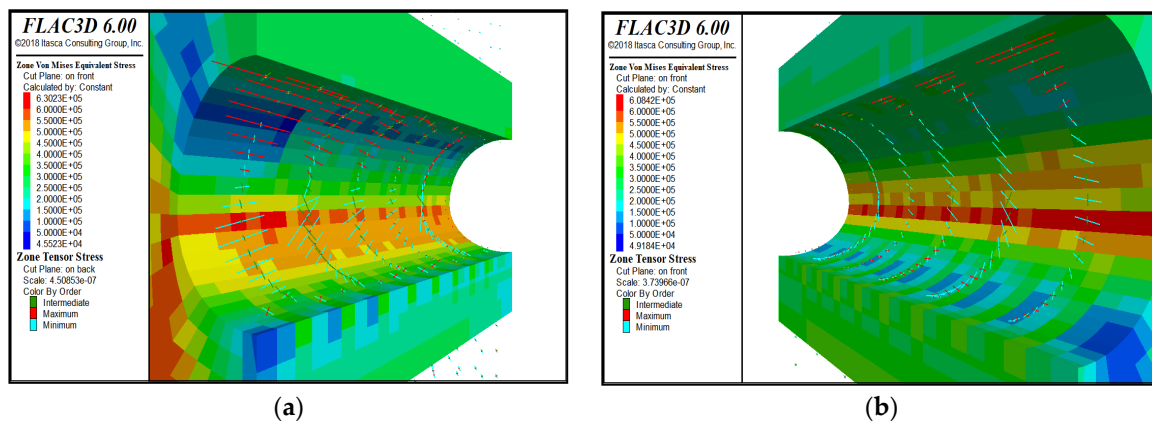 FLAC3D 6.00
©2018 Itasca Consulting Group, Inc.
Zone Von Mises Equivalent Stress
Cut Plane: on front
Calculated by: Constant
6.3023E+05
6.0000E+05
5.5000E+05
5.0000E+05
4.5000E+05
4.0000E+05
3.5000E+05
3.0000E+05
2.5000E+05
2.0000E+05
1.5000E+05
1.0000E+05
5.0000E+04
4.5523E+04
Zone Tensor Stress
Cut Plane: on back
Scale: 4.50853e-07
Color By Order
Intermediate
Maximum
Minimum
(a)
FLAC3D 6.00
©2018 Itasca Consulting Group, Inc.
Zone Von Mises Equivalent Stress
Cut Plane: on front
Calculated by: Constant
6.0842E+05
6.0000E+05
5.5000E+05
5.0000E+05
4.5000E+05
4.0000E+05
3.5000E+05
3.0000E+05
2.5000E+05
2.0000E+05
1.5000E+05
1.0000E+05
5.0000E+04
4.9184E+04
Zone Tensor Stress
Cut Plane: on front
Scale: 3.73966e-07
Color By Order
Intermediate
Maximum
Minimum
(b)